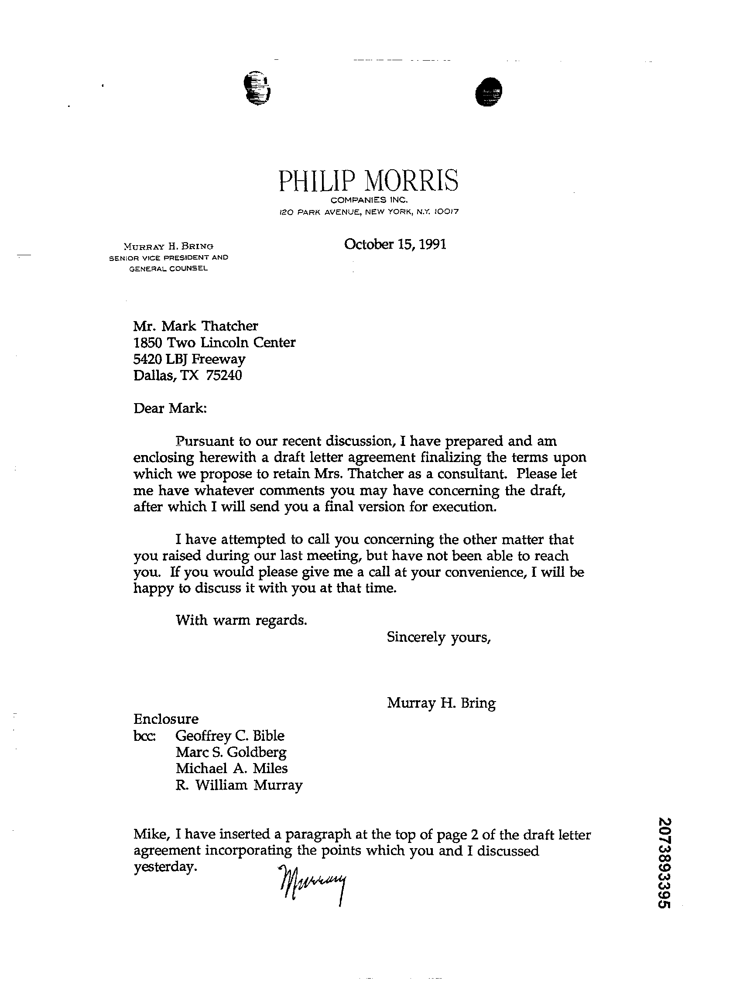 PHILIP MORRIS
COMPANIES INC.
120 PARK AVENUE, NEW YORK, N.Y. 10017
MURRAY H. BRING
SENIOR VICE PRESIDENT AND
GENERAL COUNSEL
October 15, 1991
Mr. Mark Thatcher
1850 Two Lincoln Center
5420 LBJ Freeway
Dallas, TX 75240
Dear Mark:
Pursuant to our recent discussion, I have prepared and am
enclosing herewith a draft letter agreement finalizing the terms upon
which we propose to retain Mrs. Thatcher as a consultant. Please let
me have whatever comments you may have concerning the draft,
after which I will send you a final version for execution.
I have attempted to call you concerning the other matter that
you raised during our last meeting, but have not been able to reach
you. If you would please give me a call at your convenience, I will be
happy to discuss it with you at that time.
With warm regards.
Sincerely yours,
Murray H. Bring
Enclosure
bcc: Geoffrey C. Bible
Marc S. Goldberg
Michael A. Miles
R. William Murray
Mike, I have inserted a paragraph at the top of page 2 of the draft letter
agreement incorporating the points which you and I discussed
yesterday.
Murray
2073893395